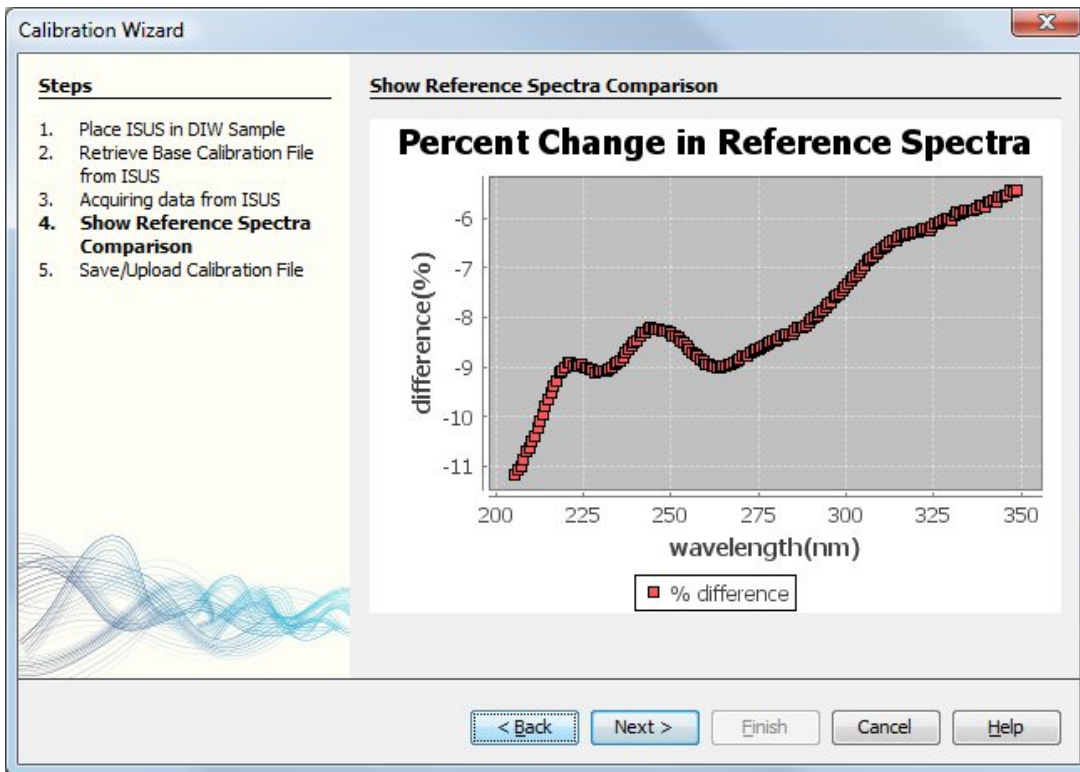 Calibration Wizard
Steps
1. Place ISUS in DIW Sample
2. Retrieve Base Calibration File
from ISUS
3. Acquiring data from ISUS
4. Show Reference Spectra
Comparison
5. Save/Upload Calibration File
Show Reference Spectra Comparison
Percent Change in Reference Spectra
difference(%)
-6
-7
-8
-9
-10
-11
200 225 250 275 300 325 350
wavelength(nm)
% difference
< Back Next > Finish Cancel Help